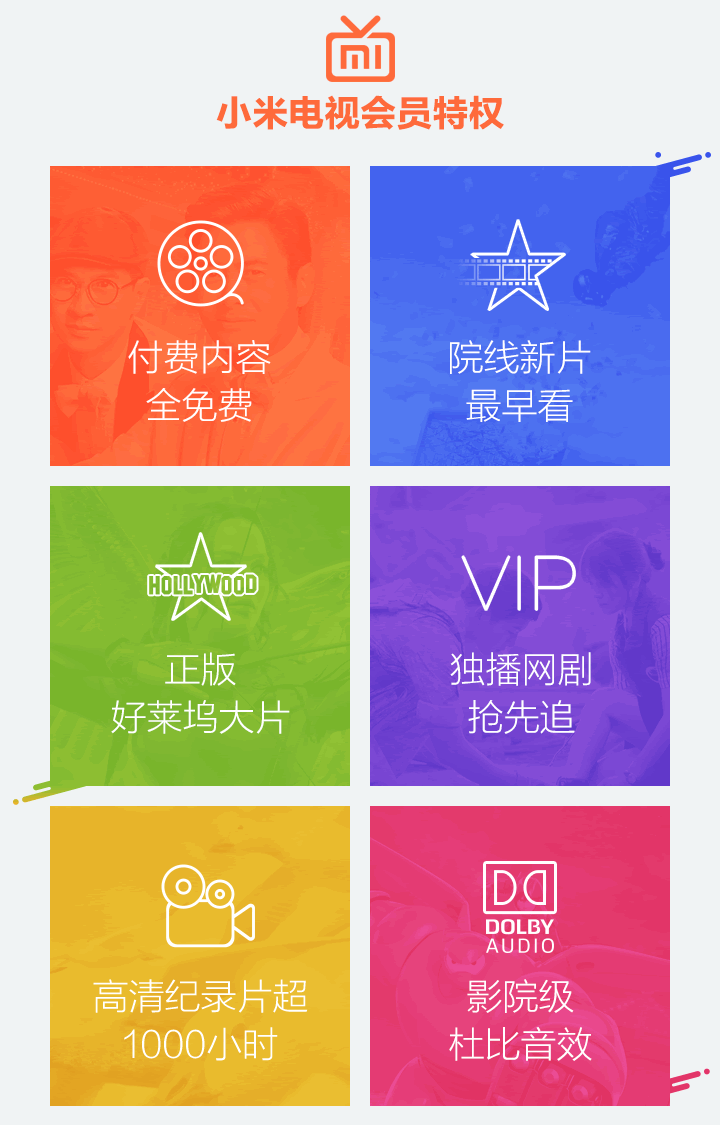 mi
小米电视会员特权
付费内容
全免费
院线新片
最早看
HOLLYWOOD
正版
好莱坞大片
VIP
独播网剧
抢先追
高清纪录片超
1000小时
DOLBY
AUDIO
影院级
杜比音效